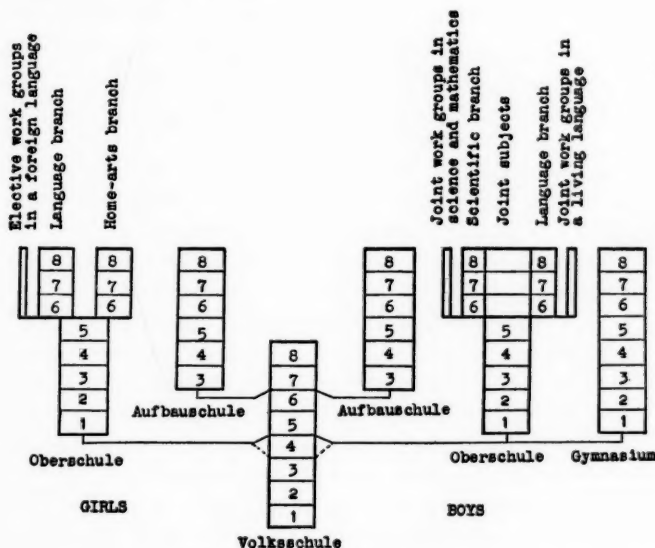 Elective work groups
in a foreign language
Language branch
Home-arts branch
Joint work groups in
science and mathematics
Scientific branch
Joint subjects
Language branch
Joint work groups in
a living language
8 8 8 8 8 8 8
7 7 7 7 7 7 7
6 6 6 6 6 6 6
5 5 5 5 5
4 4 4 4 4
3 3 3 3 3
2 2 2
1 1 1
8
7
6
5
4
3
2
1
Aufbauschule Aufbauschule
Oberschule Oberschule Gymnasium
GIRLS BOYS
Volksschule